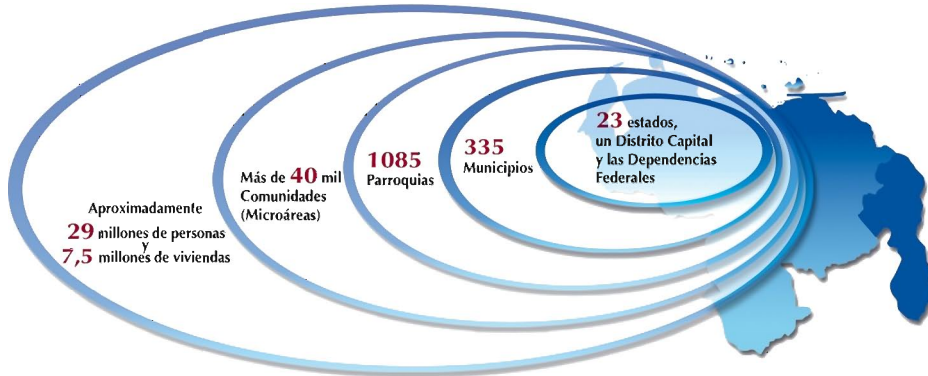 Aproximadamente
29 millones de personas
y
7,5 millones de viviendas
Más de 40 mil
Comunidades
(Microáreas)
1085
Parroquias
335
Municipios
23 estados,
un Distrito Capital
y las Dependencias
Federales